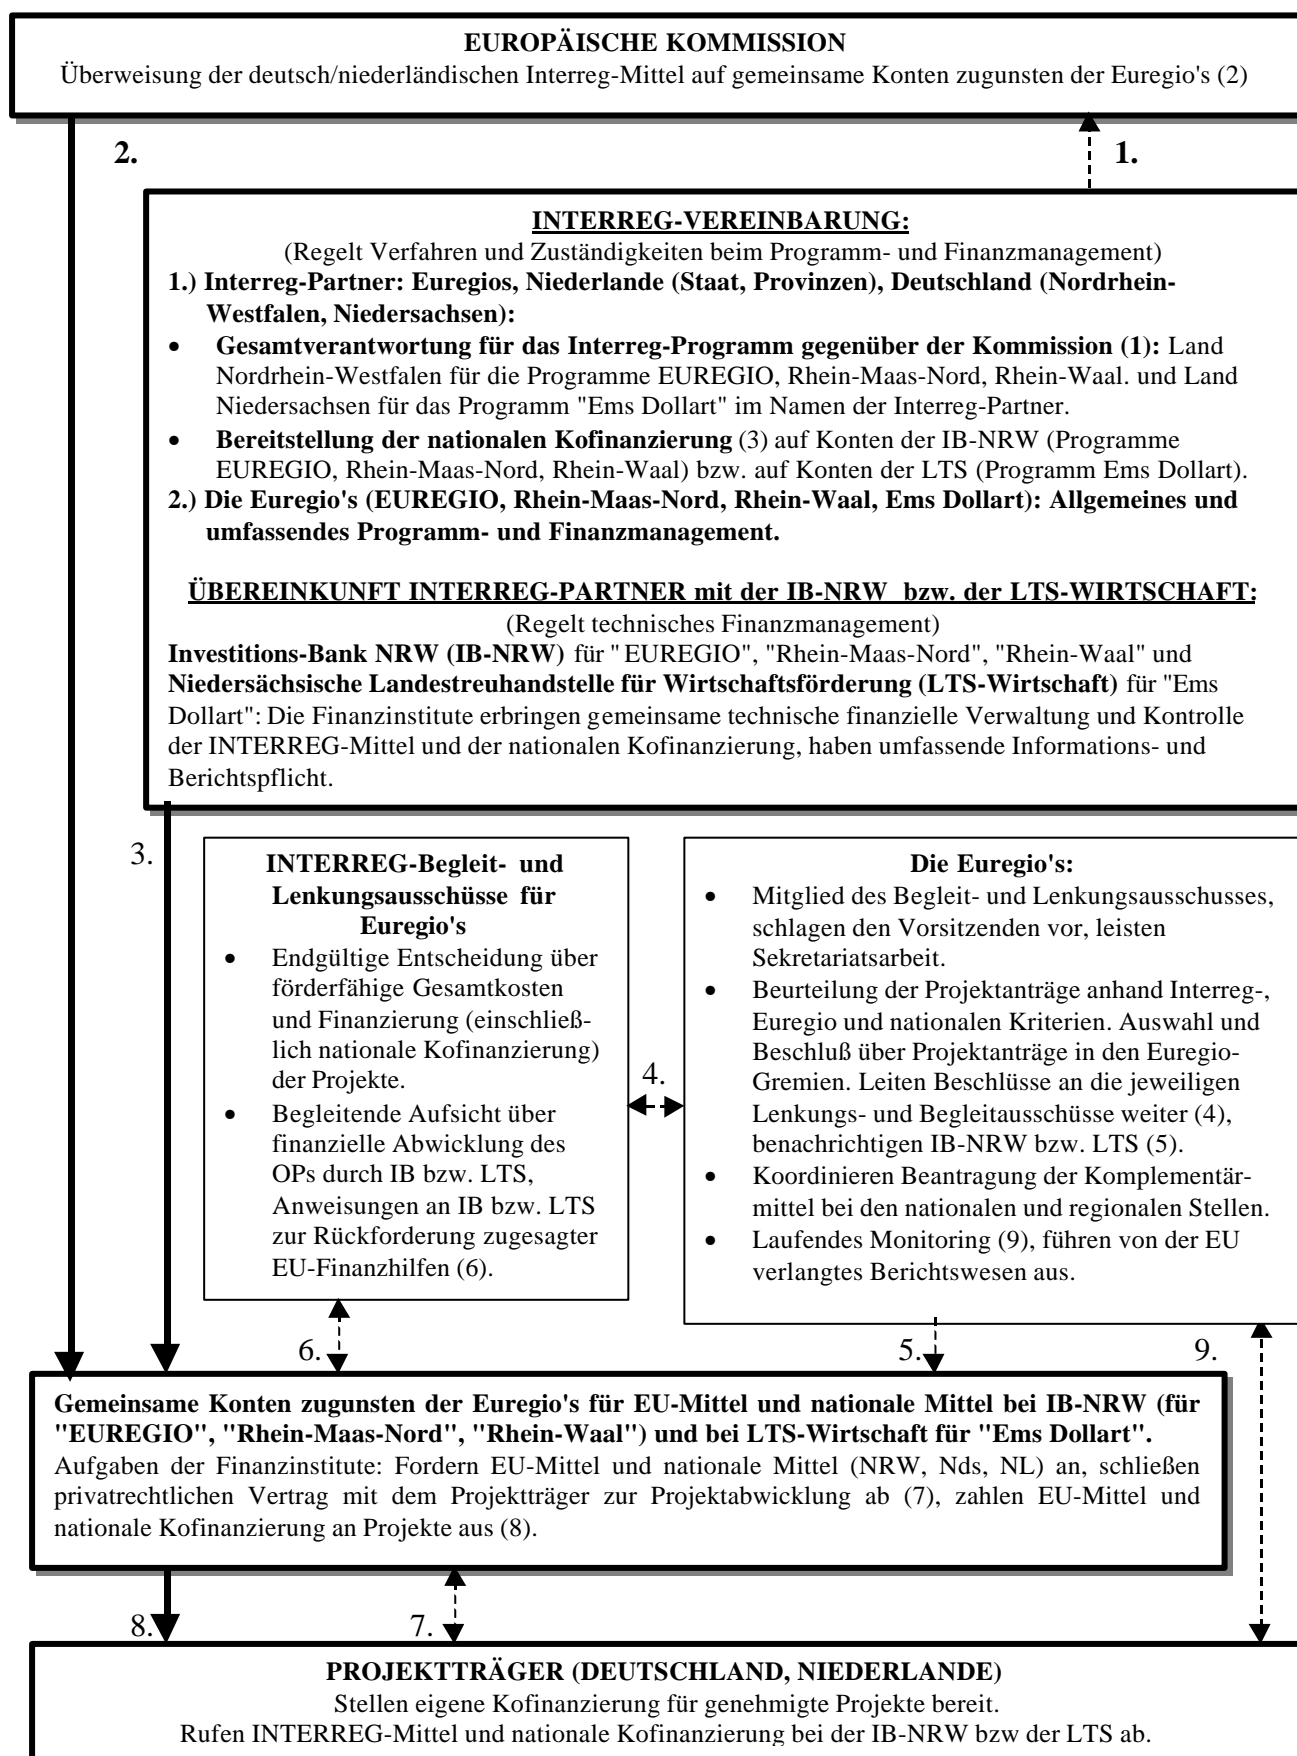 EUROPÄISCHE KOMMISSION
Überweisung der deutsch/niederländischen Interreg-Mittel auf gemeinsame Konten zugunsten der Euregio's (2)
2.
1.
INTERREG-VEREINBARUNG:
(Regelt Verfahren und Zuständigkeiten beim Programm- und Finanzmanagement)
1.) Interreg-Partner: Euregios, Niederlande (Staat, Provinzen), Deutschland (Nordrhein-
Westfalen, Niedersachsen):
• Gesamtverantwortung für das Interreg-Programm gegenüber der Kommission (1): Land
Nordrhein-Westfalen für die Programme EUREGIO, Rhein-Maas-Nord, Rhein-Waal. und Land
Niedersachsen für das Programm "Ems Dollart" im Namen der Interreg-Partner.
• Bereitstellung der nationalen Kofinanzierung (3) auf Konten der IB-NRW (Programme
EUREGIO, Rhein-Maas-Nord, Rhein-Waal) bzw. auf Konten der LTS (Programm Ems Dollart).
2.) Die Euregio's (EUREGIO, Rhein-Maas-Nord, Rhein-Waal, Ems Dollart): Allgemeines und
umfassendes Programm- und Finanzmanagement.
ÜBEREINKUNFT INTERREG-PARTNER mit der IB-NRW bzw. der LTS-WIRTSCHAFT:
(Regelt technisches Finanzmanagement)
Investitions-Bank NRW (IB-NRW) für "EUREGIO", "Rhein-Maas-Nord", "Rhein-Waal" und
Niedersächsische Landestreuhandstelle für Wirtschaftsförderung (LTS-Wirtschaft) für "Ems
Dollart": Die Finanzinstitute erbringen gemeinsame technische finanzielle Verwaltung und Kontrolle
der INTERREG-Mittel und der nationalen Kofinanzierung, haben umfassende Informations- und
Berichtspflicht.
3.
INTERREG-Begleit- und
Lenkungsausschüsse für
Euregio's
• Endgültige Entscheidung über
förderfähige Gesamtkosten
und Finanzierung (einschließ-
lich nationale Kofinanzierung)
der Projekte.
• Begleitende Aufsicht über
finanzielle Abwicklung des
OPs durch IB bzw. LTS,
Anweisungen an IB bzw. LTS
zur Rückforderung zugesagter
EU-Finanzhilfen (6).
4.
Die Euregio's:
• Mitglied des Begleit- und Lenkungsausschusses,
schlagen den Vorsitzenden vor, leisten
Sekretariatsarbeit.
• Beurteilung der Projektanträge anhand Interreg-,
Euregio und nationalen Kriterien. Auswahl und
Beschluß über Projektanträge in den Euregio-
Gremien. Leiten Beschlüsse an die jeweiligen
Lenkungs- und Begleitausschüsse weiter (4),
benachrichtigen IB-NRW bzw. LTS (5).
• Koordinieren Beantragung der Komplementär-
mittel bei den nationalen und regionalen Stellen.
• Laufendes Monitoring (9), führen von der EU
verlangtes Berichtswesen aus.
6.
5.
9.
Gemeinsame Konten zugunsten der Euregio's für EU-Mittel und nationale Mittel bei IB-NRW (für
"EUREGIO", "Rhein-Maas-Nord", "Rhein-Waal") und bei LTS-Wirtschaft für "Ems Dollart".
Aufgaben der Finanzinstitute: Fordern EU-Mittel und nationale Mittel (NRW, Nds, NL) an, schließen
privatrechtlichen Vertrag mit dem Projektträger zur Projektabwicklung ab (7), zahlen EU-Mittel und
nationale Kofinanzierung an Projekte aus (8).
8.
7.
PROJEKTTRÄGER (DEUTSCHLAND, NIEDERLANDE)
Stellen eigene Kofinanzierung für genehmigte Projekte bereit.
Rufen INTERREG-Mittel und nationale Kofinanzierung bei der IB-NRW bzw der LTS ab.